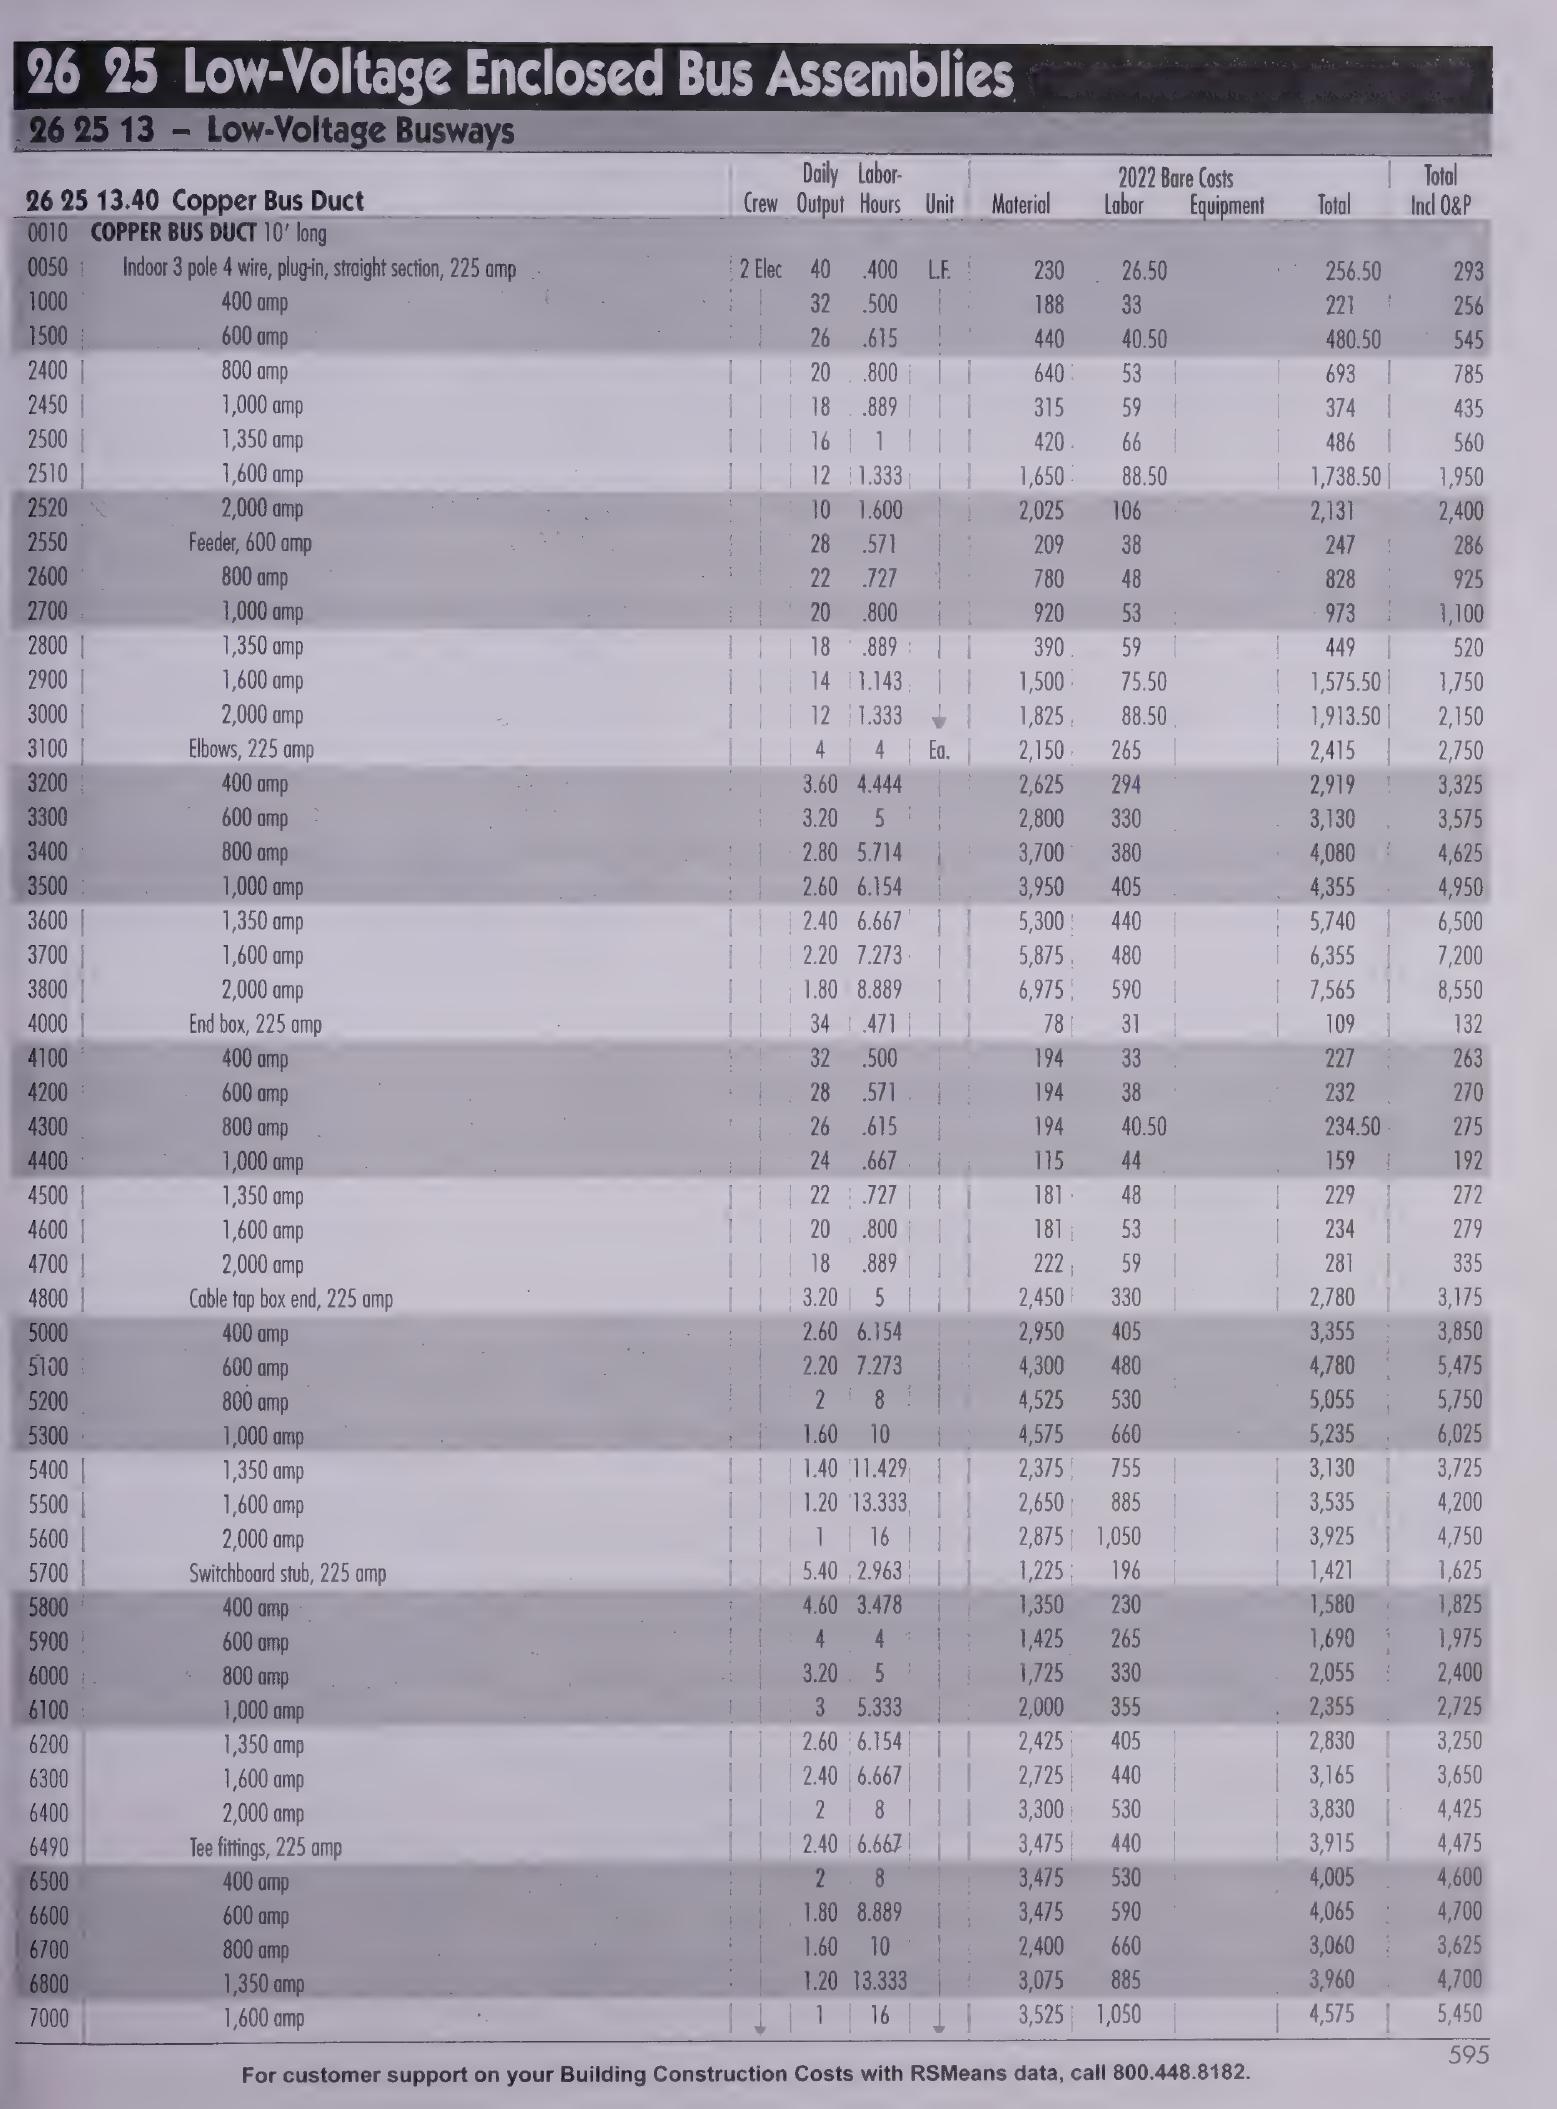 26 25 Low-Voltage Enclosed Bus Assemblies
26 25 13 – Low-Voltage Busways
Daily Labor- 2022 Bare Costs Total
26 25 13.40 Copper Bus Duct Crew Output Hours Unit Material Labor Equipment Total Incl O&P
0010 COPPER BUS DUCT 10' long
0050 Indoor 3 pole 4 wire, plug-in, straight section, 225 amp 2 Elec 40 .400 L.F. 230 26.50 256.50 293
1000 400 amp 32 .500 188 33 221 256
1500 600 amp 26 .615 440 40.50 480.50 545
2400 800 amp 20 .800 640 53 693 785
2450 1,000 amp 18 .889 315 59 374 435
2500 1,350 amp 16 1 420 66 486 560
2510 1,600 amp 12 1.333 1,650 88.50 1,738.50 1,950
2520 2,000 amp 10 1.600 2,025 106 2,131 2,400
2550 Feeder, 600 amp 28 .571 209 38 247 286
2600 800 amp 22 .727 780 48 828 925
2700 1,000 amp 20 .800 920 53 973 1,100
2800 1,350 amp 18 .889 390 59 449 520
2900 1,600 amp 14 1.143 1,500 75.50 1,575.50 1,750
3000 2,000 amp 12 1.333 1,825 88.50 1,913.50 2,150
3100 Elbows, 225 amp 4 4 Ea. 2,150 265 2,415 2,750
3200 400 amp 3.60 4.444 2,625 294 2,919 3,325
3300 600 amp 3.20 5 2,800 330 3,130 3,575
3400 800 amp 2.80 5.714 3,700 380 4,080 4,625
3500 1,000 amp 2.60 6.154 3,950 405 4,355 4,950
3600 1,350 amp 2.40 6.667 5,300 440 5,740 6,500
3700 1,600 amp 2.20 7.273 5,875 480 6,355 7,200
3800 2,000 amp 1.80 8.889 6,975 590 7,565 8,550
4000 End box, 225 amp 34 .471 78 31 109 132
4100 400 amp 32 .500 194 33 227 263
4200 600 amp 28 .571 194 38 232 270
4300 800 amp 26 .615 194 40.50 234.50 275
4400 1,000 amp 24 .667 115 44 159 192
4500 1,350 amp 22 .727 181 48 229 272
4600 1,600 amp 20 .800 181 53 234 279
4700 2,000 amp 18 .889 222 59 281 335
4800 Cable tap box end, 225 amp 3.20 5 2,450 330 2,780 3,175
5000 400 amp 2.60 6.154 2,950 405 3,355 3,850
5100 600 amp 2.20 7.273 4,300 480 4,780 5,475
5200 800 amp 2 8 4,525 530 5,055 5,750
5300 1,000 amp 1.60 10 4,575 660 5,235 6,025
5400 1,350 amp 1.40 11.429 2,375 755 3,130 3,725
5500 1,600 amp 1.20 13.333 2,650 885 3,535 4,200
5600 2,000 amp 1 16 2,875 1,050 3,925 4,750
5700 Switchboard stub, 225 amp 5.40 2.963 1,225 196 1,421 1,625
5800 400 amp 4.60 3.478 1,350 230 1,580 1,825
5900 600 amp 4 4 1,425 265 1,690 1,975
6000 800 amp 3.20 5 1,725 330 2,055 2,400
6100 1,000 amp 3 5.333 2,000 355 2,355 2,725
6200 1,350 amp 2.60 6.154 2,425 405 2,830 3,250
6300 1,600 amp 2.40 6.667 2,725 440 3,165 3,650
6400 2,000 amp 2 8 3,300 530 3,830 4,425
6490 Tee fittings, 225 amp 2.40 6.667 3,475 440 3,915 4,475
6500 400 amp 2 8 3,475 530 4,005 4,600
6600 600 amp 1.80 8.889 3,475 590 4,065 4,700
6700 800 amp 1.60 10 2,400 660 3,060 3,625
6800 1,350 amp 1.20 13.333 3,075 885 3,960 4,700
7000 1,600 amp 1 16 3,525 1,050 4,575 5,450
595
For customer support on your Building Construction Costs with RSMeans data, call 800.448.8182.